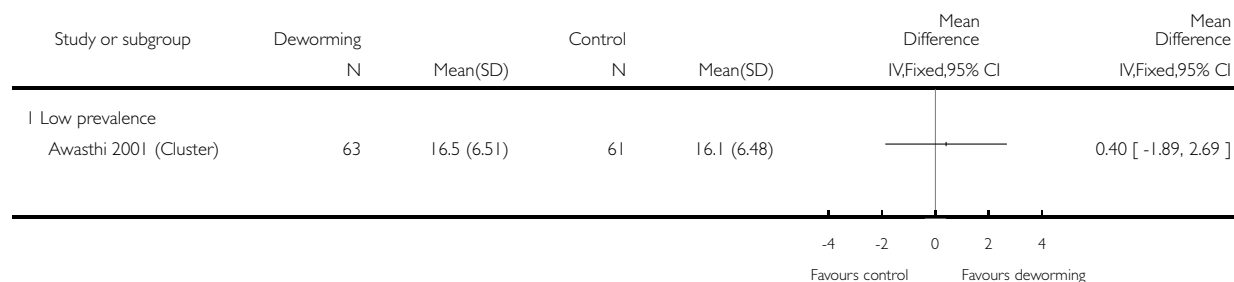 Mean Mean
Study or subgroup Deworming Control Difference Difference
N Mean(SD) N Mean(SD) IV,Fixed,95% CI IV,Fixed,95% CI
1 Low prevalence
Awasthi 2001 (Cluster) 63 16.5 (6.51) 61 16.1 (6.48) 0.40 [ -1.89, 2.69 ]
-4 -2 0 2 4
Favours control Favours deworming